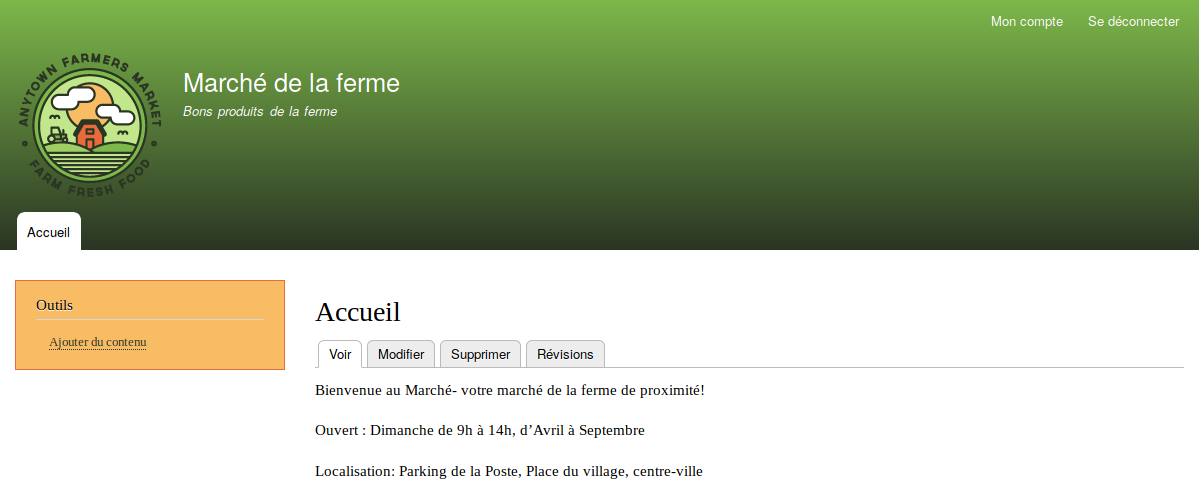 Mon compte Se déconnecter
ANYTOWN FARMERS MARKET
FARM FRESH FOOD
Marché de la ferme
Bons produits de la ferme
Accueil
Outils
Ajouter du contenu
Accueil
Voir Modifier Supprimer Révisions
Bienvenue au Marché- votre marché de la ferme de proximité!
Ouvert : Dimanche de 9h à 14h, d’Avril à Septembre
Localisation: Parking de la Poste, Place du village, centre-ville